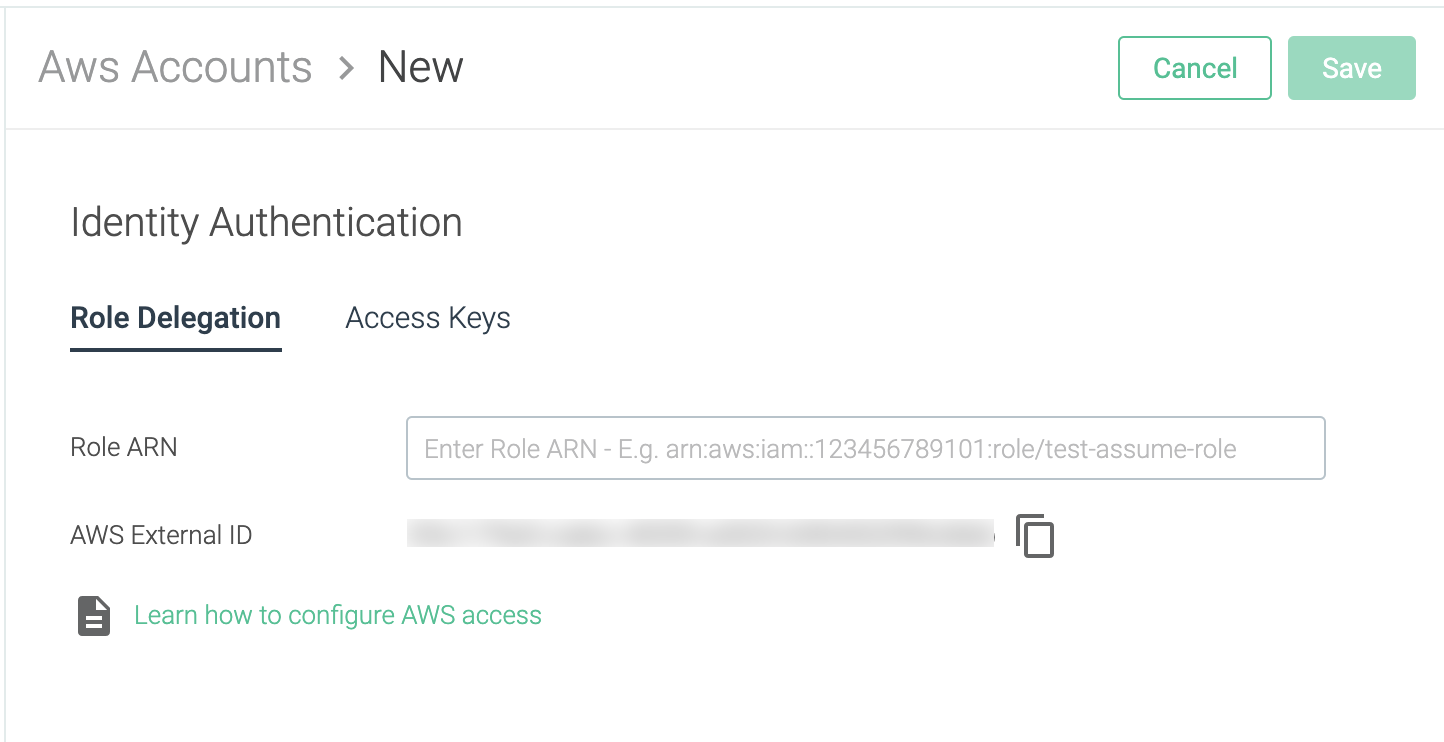 Aws Accounts > New
Cancel
Save
Identity Authentication
Role Delegation
Access Keys
Role ARN
Enter Role ARN - E.g. arn:aws:iam::123456789101:role/test-assume-role
AWS External ID
Learn how to configure AWS access